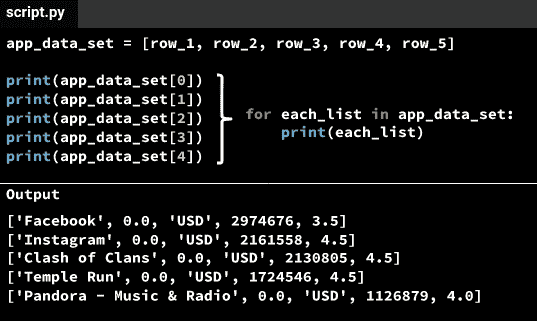 script.py
app_data_set = [row_1, row_2, row_3, row_4, row_5]
print(app_data_set[0])
print(app_data_set[1])
print(app_data_set[2])
print(app_data_set[3])
print(app_data_set[4])
for each_list in app_data_set:
    print(each_list)
Output
['Facebook', 0.0, 'USD', 2974676, 3.5]
['Instagram', 0.0, 'USD', 2161558, 4.5]
['Clash of Clans', 0.0, 'USD', 2130805, 4.5]
['Temple Run', 0.0, 'USD', 1724546, 4.5]
['Pandora - Music & Radio', 0.0, 'USD', 1126879, 4.0]